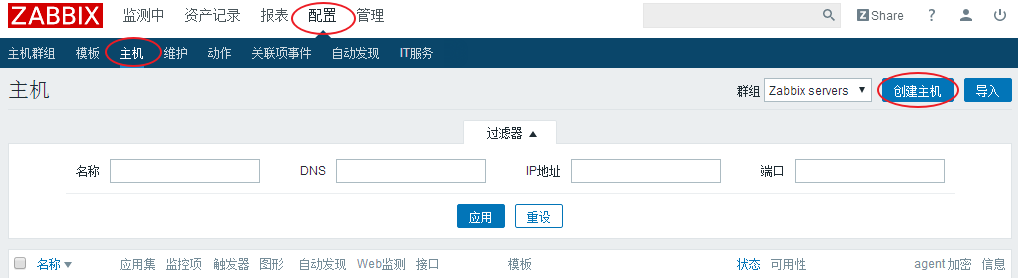 ZABBIX 监测中 资产记录 报表 配置 管理 Z Share ?
主机群组 模板 主机 维护 动作 关联项事件 自动发现 IT服务
主机 群组 Zabbix servers 创建主机 导入
过滤器
名称 DNS IP地址 端口
应用 重设
名称 应用集 监控项 触发器 图形 自动发现 Web监测 接口 模板 状态 可用性 agent加密 信息